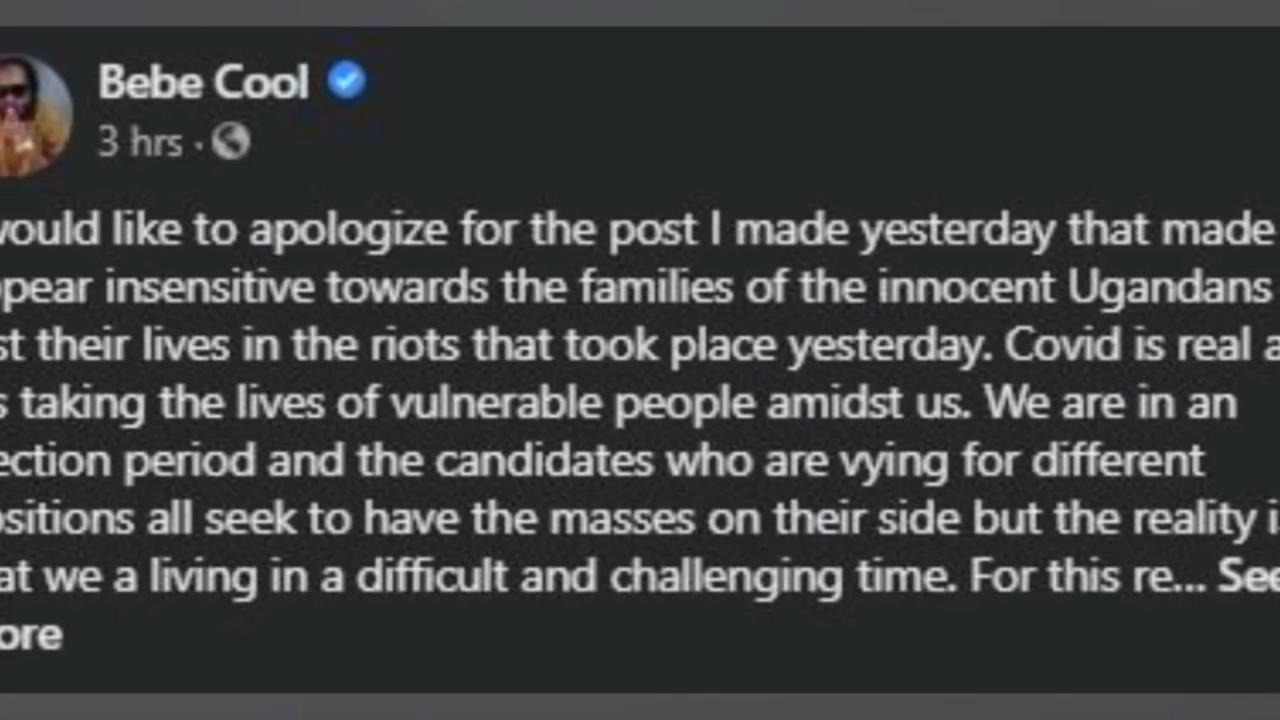 Bebe Cool
3 hrs ·
would like to apologize for the post I made yesterday that made
ppear insensitive towards the families of the innocent Ugandans
st their lives in the riots that took place yesterday. Covid is real a
s taking the lives of vulnerable people amidst us. We are in an
ection period and the candidates who are vying for different
ositions all seek to have the masses on their side but the reality i
at we a living in a difficult and challenging time. For this re... See
ore